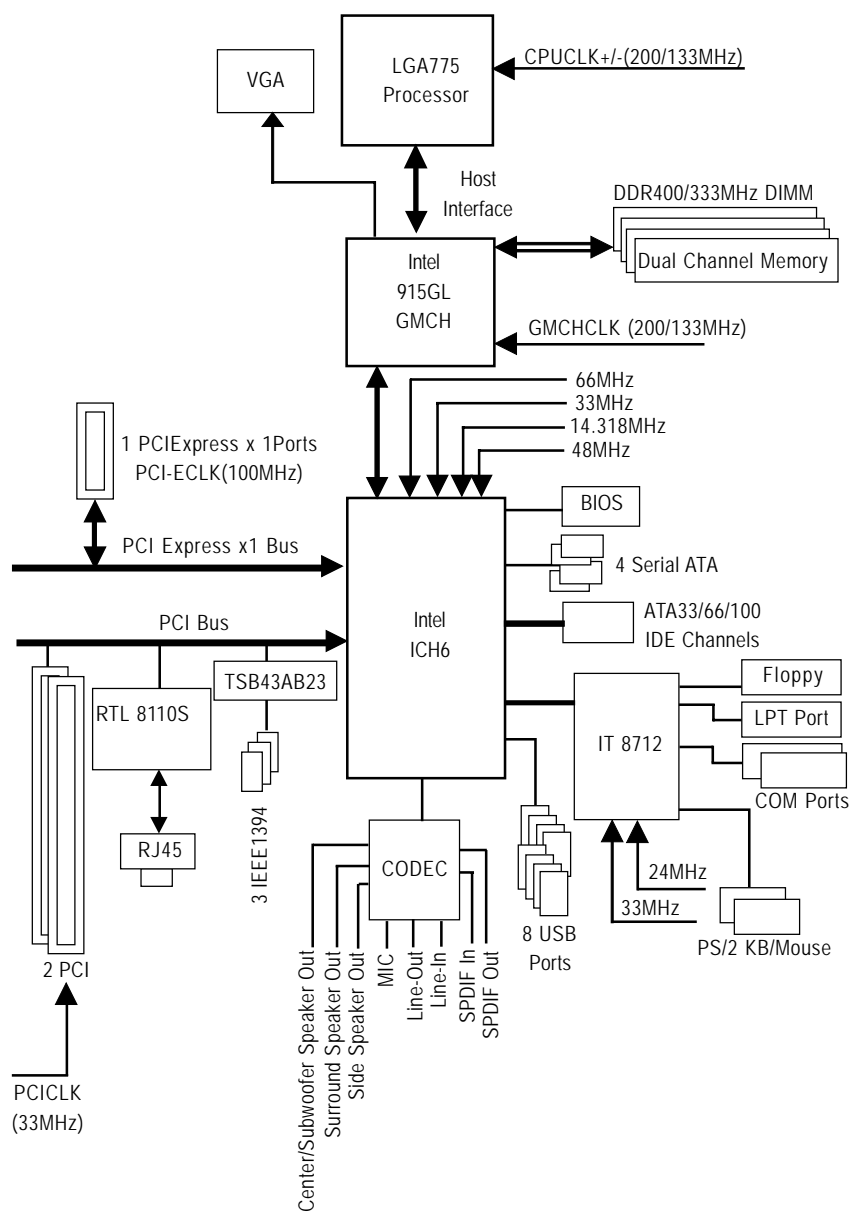 CPUCLK+/-(200/133MHz)
LGA775
Processor
VGA
Host
Interface
DDR400/333MHz DIMM
Dual Channel Memory
Intel
915GL
GMCH
GMCHCLK (200/133MHz)
66MHz
33MHz
14.318MHz
48MHz
1 PCIExpress x 1Ports
PCI-ECLK(100MHz)
BIOS
PCI Express x1 Bus
4 Serial ATA
PCI Bus
Intel
ICH6
ATA33/66/100
IDE Channels
TSB43AB23
Floppy
RTL 8110S
LPT Port
IT 8712
COM Ports
3 IEEE1394
RJ45
CODEC
24MHz
33MHz
PS/2 KB/Mouse
8 USB
Ports
2 PCI
Center/Subwoofer Speaker Out
Surround Speaker Out
Side Speaker Out
MIC
Line-Out
Line-In
SPDIF In
SPDIF Out
PCICLK
(33MHz)